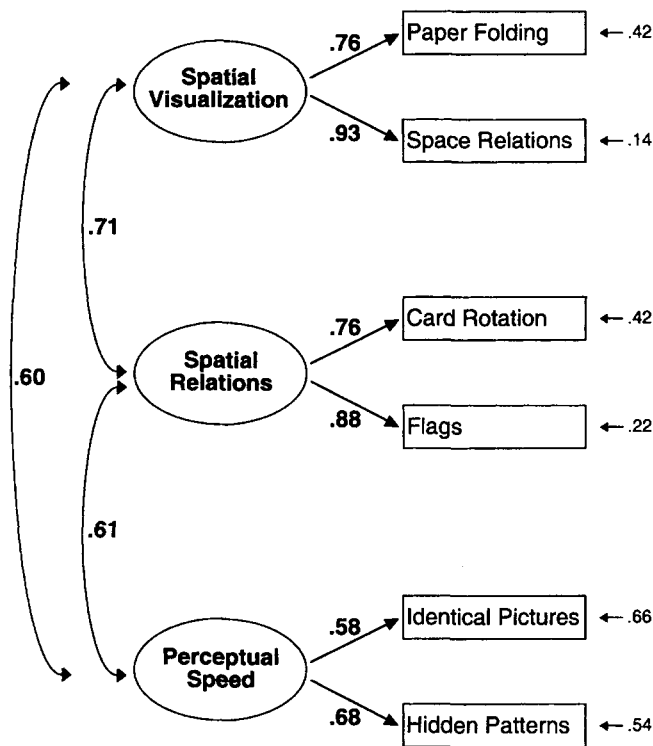 .76
Paper Folding
.42
Spatial
Visualization
.93
Space Relations
.14
.71
.76
Card Rotation
.42
.60
Spatial
Relations
.88
Flags
.22
.61
.58
Identical Pictures
.66
Perceptual
Speed
.68
Hidden Patterns
.54